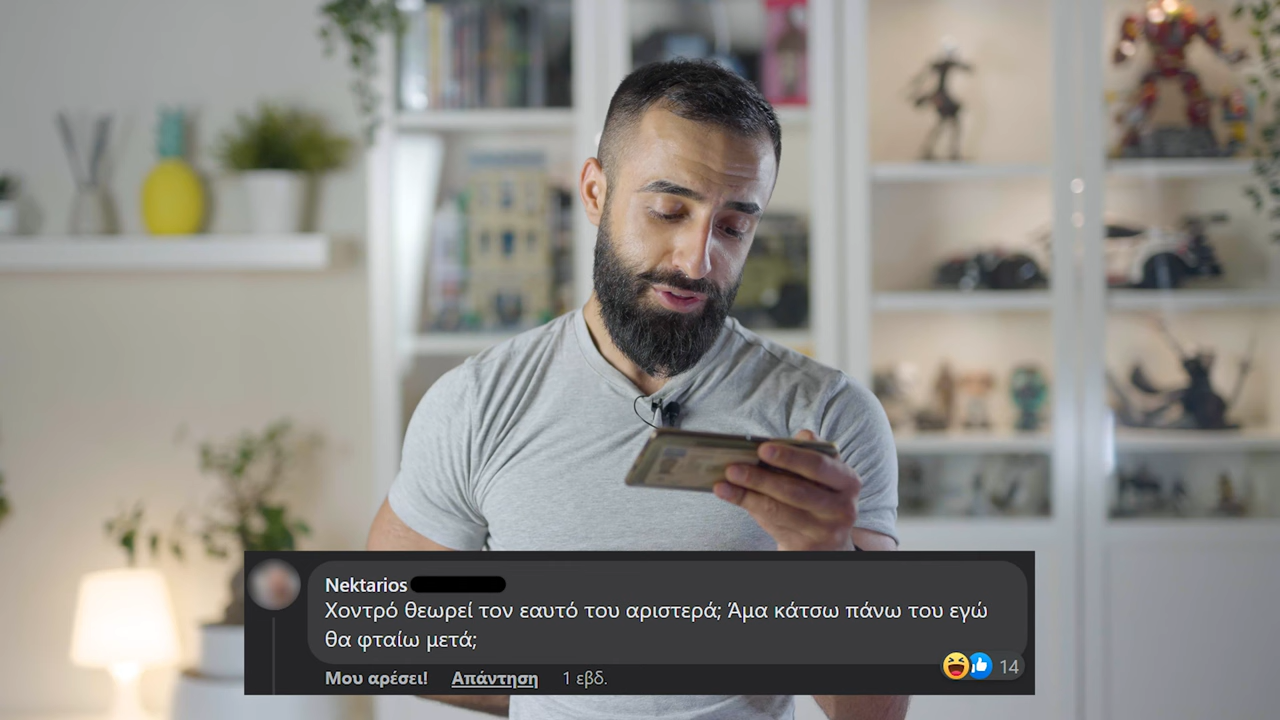 Nektarios
Χοντρό θεωρεί τον εαυτό του αριστερά; Άμα κάτσω πάνω του εγώ
θα φταίω μετά;
Μου αρέσει! Απάντηση 1 εβδ.
14